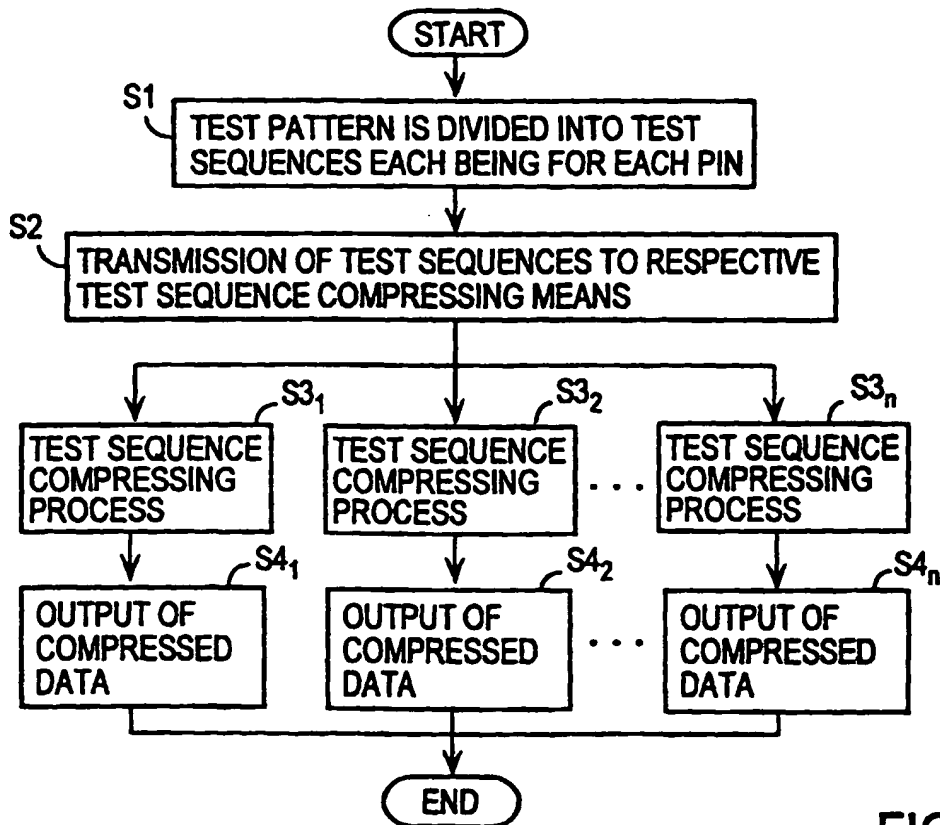 START
S1
TEST PATTERN IS DIVIDED INTO TEST
SEQUENCES EACH BEING FOR EACH PIN
S2
TRANSMISSION OF TEST SEQUENCES TO RESPECTIVE
TEST SEQUENCE COMPRESSING MEANS
S3₁
TEST SEQUENCE
COMPRESSING
PROCESS
S3₂
TEST SEQUENCE
COMPRESSING
PROCESS
. . .
S3ₙ
TEST SEQUENCE
COMPRESSING
PROCESS
S4₁
OUTPUT OF
COMPRESSED
DATA
S4₂
OUTPUT OF
COMPRESSED
DATA
. . .
S4ₙ
OUTPUT OF
COMPRESSED
DATA
END
FIG